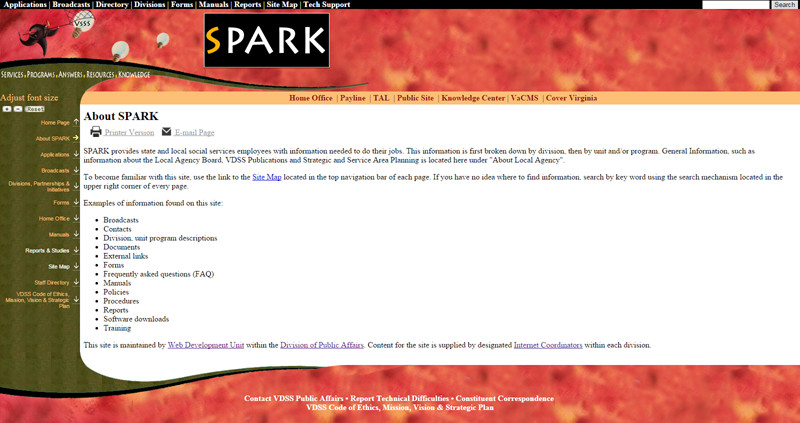 Applications | Broadcasts | Directory | Divisions | Forms | Manuals | Reports | Site Map | Tech Support
Search
VSSS
SPARK
SERVICES, PROGRAMS, ANSWERS, RESOURCES, KNOWLEDGE
Adjust font size
+ - Reset
Home Office | Payline | TAL | Public Site | Knowledge Center | VaCMS | Cover Virginia
Home Page
About SPARK
Applications
Broadcasts
Divisions, Partnerships &
Initiatives
Forms
Home Office
Manuals
Reports & Studies
Site Map
Staff Directory
VDSS Code of Ethics,
Mission, Vision & Strategic
Plan
About SPARK
Printer Version E-mail Page
SPARK provides state and local social services employees with information needed to do their jobs. This information is first broken down by division, then by unit and/or program. General Information, such as
information about the Local Agency Board, VDSS Publications and Strategic and Service Area Planning is located here under "About Local Agency".
To become familiar with this site, use the link to the Site Map located in the top navigation bar of each page. If you have no idea where to find information, search by key word using the search mechanism located in the
upper right corner of every page.
Examples of information found on this site:
• Broadcasts
• Contacts
• Division, unit program descriptions
• Documents
• External links
• Forms
• Frequently asked questions (FAQ)
• Manuals
• Policies
• Procedures
• Reports
• Software downloads
• Training
This site is maintained by Web Development Unit within the Division of Public Affairs. Content for the site is supplied by designated Internet Coordinators within each division.
Contact VDSS Public Affairs • Report Technical Difficulties • Constituent Correspondence
VDSS Code of Ethics, Mission, Vision & Strategic Plan